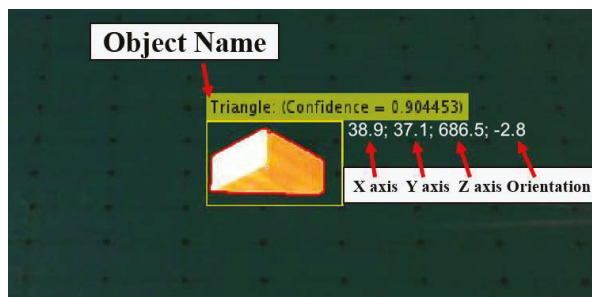 Object Name
Triangle: (Confidence = 0.904453)
38.9; 37.1; 686.5; -2.8
X axis Y axis Z axis Orientation